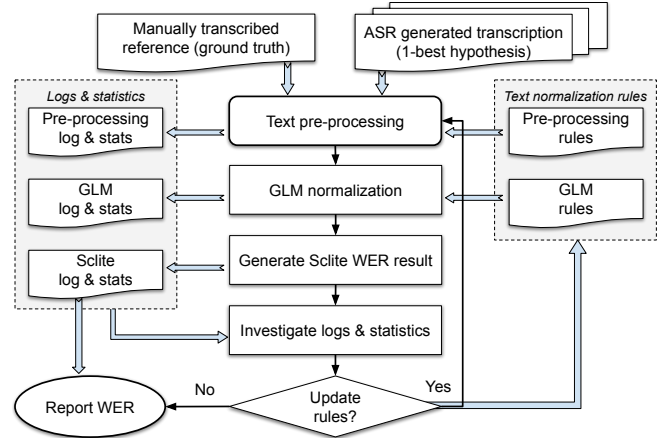 Manually transcribed
reference (ground truth)
ASR generated transcription
(1-best hypothesis)
Logs & statistics
Text normalization rules
Pre-processing
log & stats
Text pre-processing
Pre-processing
rules
GLM
log & stats
GLM normalization
GLM
rules
Sclite
log & stats
Generate Sclite WER result
Investigate logs & statistics
No
Update
rules?
Yes
Report WER